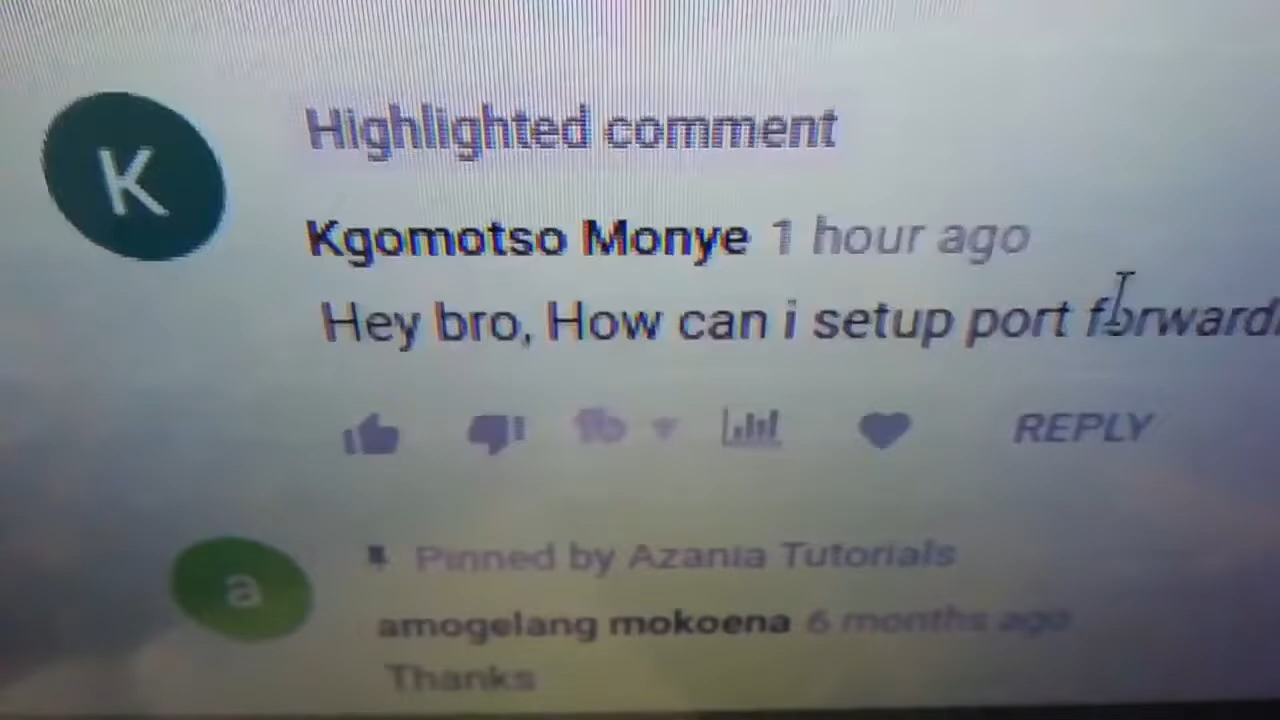 K
Highlighted comment
Kgomotso Monye 1 hour ago
Hey bro, How can i setup port forward
REPLY
a
Pinned by Azania Tutorials
amogelang mokoena 6 months ago
Thanks